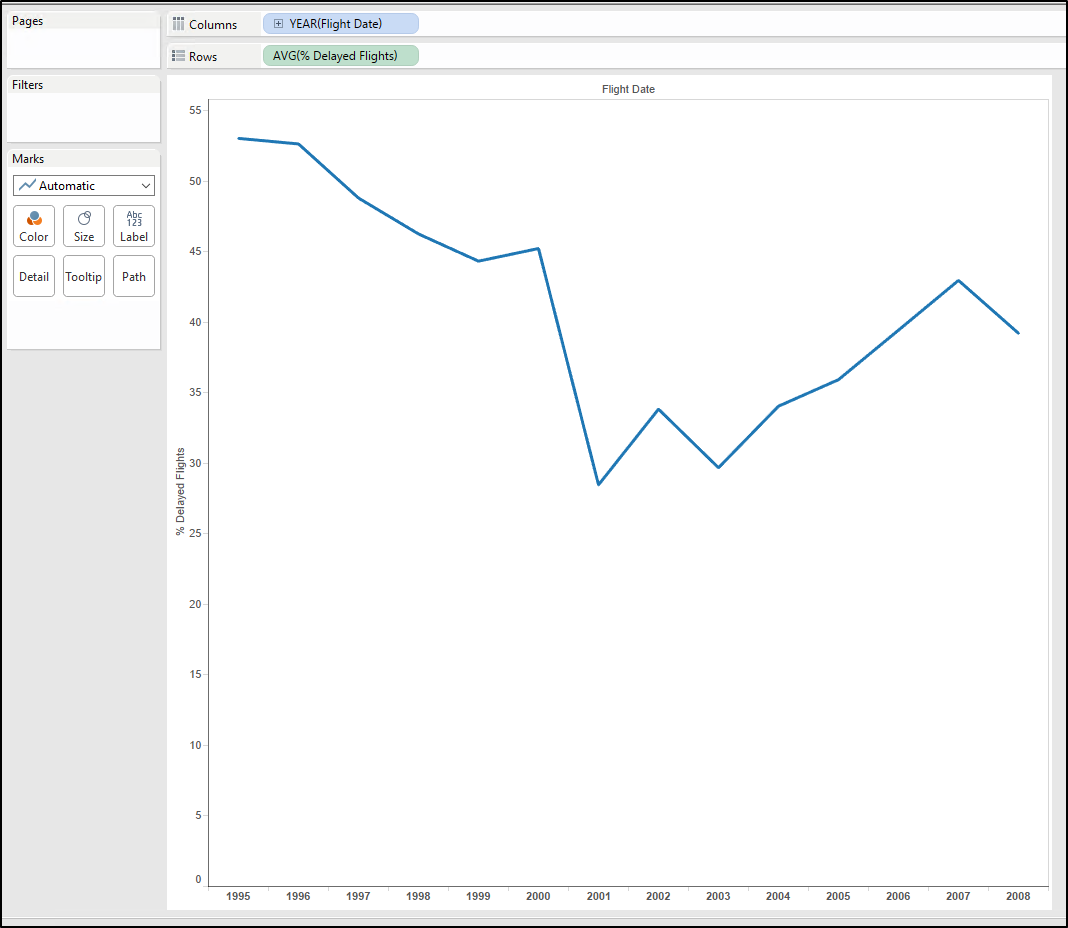 Pages
Columns
YEAR(Flight Date)
Rows
AVG(% Delayed Flights)
Filters
Marks
Automatic
Color
Size
Abc
123
Label
Detail
Tooltip
Path
Flight Date
% Delayed Flights
55
50
45
40
35
30
25
20
15
10
5
0
1995 1996 1997 1998 1999 2000 2001 2002 2003 2004 2005 2006 2007 2008